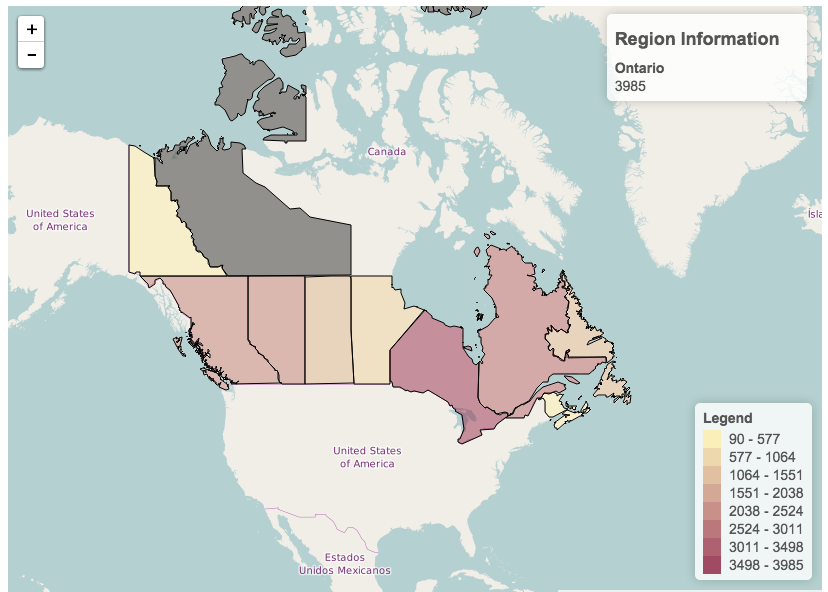 +
−
Region Information
Ontario
3985
Canada
United States
of America
Ísla
United States
of America
Estados
Unidos Mexicanos
Legend
90 - 577
577 - 1064
1064 - 1551
1551 - 2038
2038 - 2524
2524 - 3011
3011 - 3498
3498 - 3985